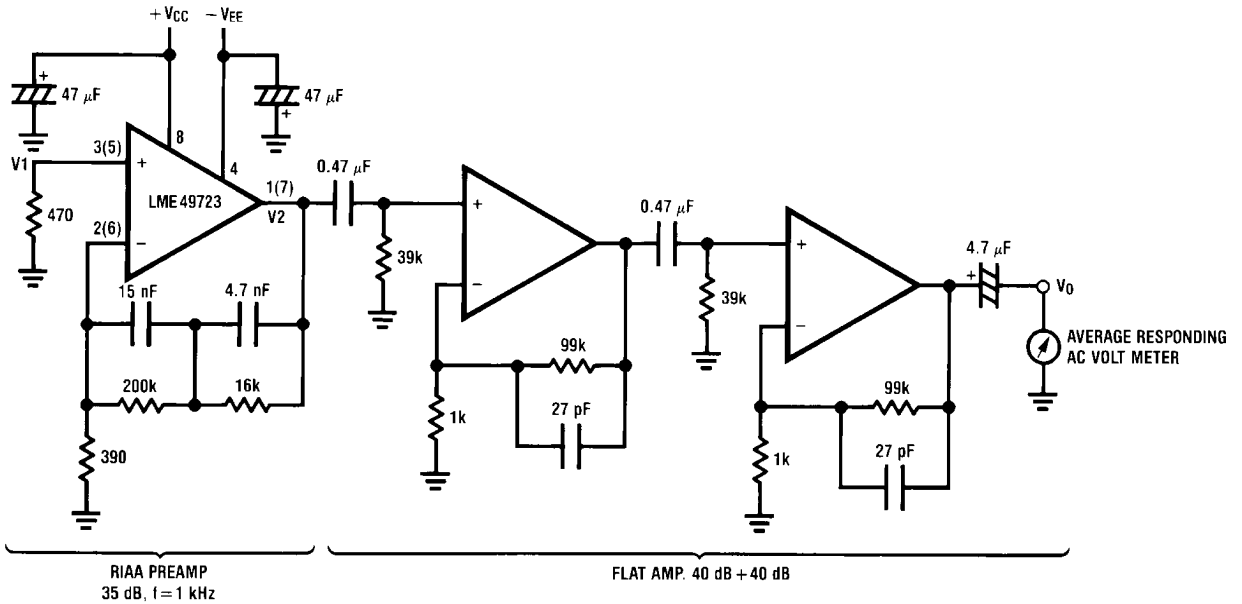 + VCC
− VEE
+
47 µF
47 µF
+
8
3(5)
V1
+
4
0.47 µF
1(7)
LME49723
V2
470
2(6)
−
+
39k
−
0.47 µF
+
39k
−
4.7 µF
+
VO
AVERAGE RESPONDING
AC VOLT METER
15 nF
4.7 nF
200k
16k
390
99k
1k
27 pF
99k
1k
27 pF
RIAA PREAMP
35 dB, f = 1 kHz
FLAT AMP. 40 dB + 40 dB